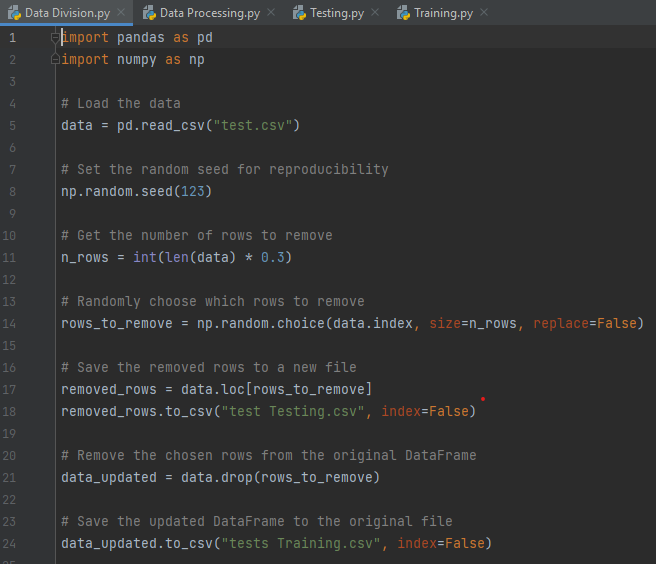 Data Division.py Data Processing.py Testing.py Training.py
1 import pandas as pd
2 import numpy as np
3
4 # Load the data
5 data = pd.read_csv("test.csv")
6
7 # Set the random seed for reproducibility
8 np.random.seed(123)
9
10 # Get the number of rows to remove
11 n_rows = int(len(data) * 0.3)
12
13 # Randomly choose which rows to remove
14 rows_to_remove = np.random.choice(data.index, size=n_rows, replace=False)
15
16 # Save the removed rows to a new file
17 removed_rows = data.loc[rows_to_remove]
18 removed_rows.to_csv("test Testing.csv", index=False)
19
20 # Remove the chosen rows from the original DataFrame
21 data_updated = data.drop(rows_to_remove)
22
23 # Save the updated DataFrame to the original file
24 data_updated.to_csv("tests Training.csv", index=False)